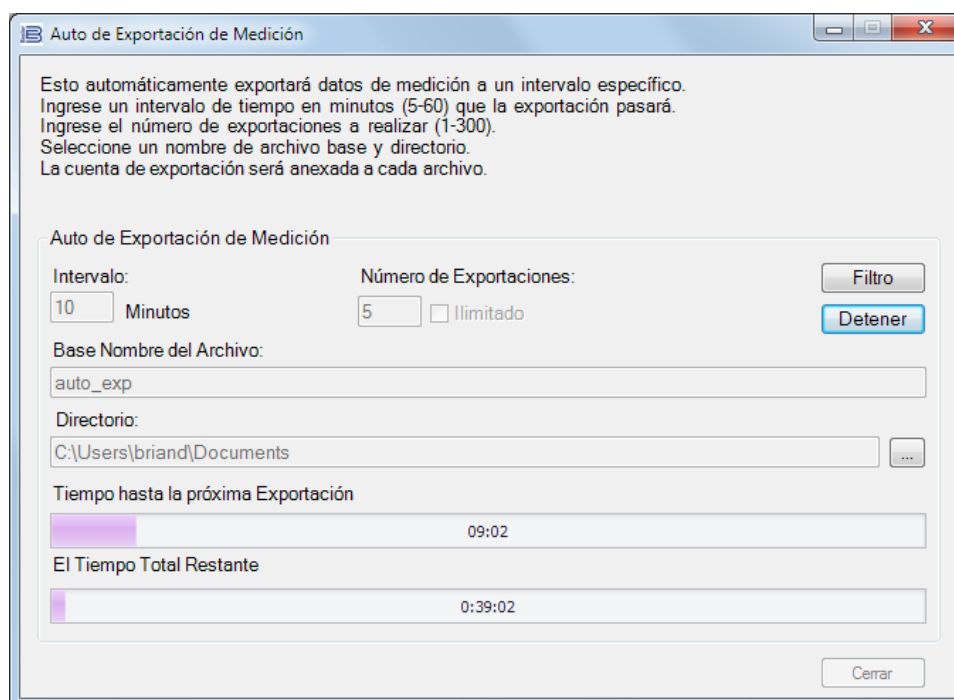 Auto de Exportación de Medición
Esto automáticamente exportará datos de medición a un intervalo específico.
Ingrese un intervalo de tiempo en minutos (5-60) que la exportación pasará.
Ingrese el número de exportaciones a realizar (1-300).
Seleccione un nombre de archivo base y directorio.
La cuenta de exportación será anexada a cada archivo.
Auto de Exportación de Medición
Intervalo: Número de Exportaciones: Filtro
10 Minutos 5 Ilimitado Detener
Base Nombre del Archivo:
auto_exp
Directorio:
C:\Users\briand\Documents ...
Tiempo hasta la próxima Exportación
09:02
El Tiempo Total Restante
0:39:02
Cerrar